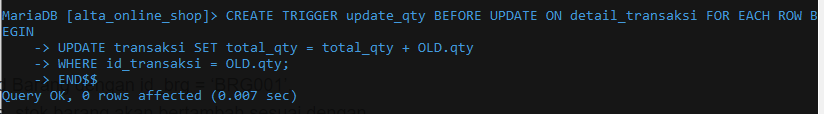 MariaDB [alta_online_shop]> CREATE TRIGGER update_qty BEFORE UPDATE ON detail_transaksi FOR EACH ROW B
EGIN
    -> UPDATE transaksi SET total_qty = total_qty + OLD.qty
    -> WHERE id_transaksi = OLD.qty;
    -> END$$
Query OK, 0 rows affected (0.007 sec)